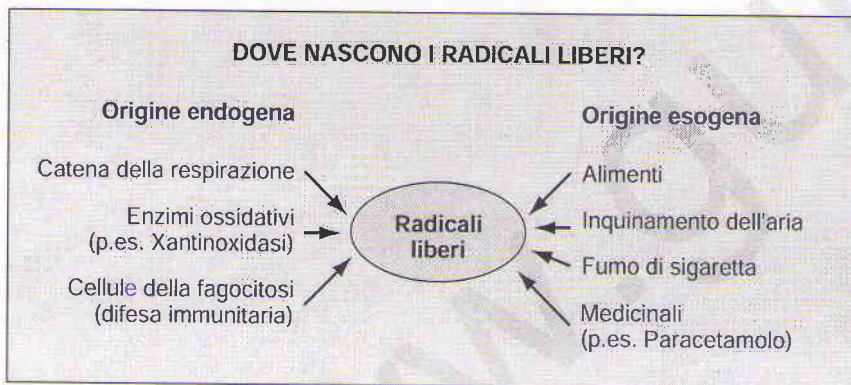 DOVE NASCONO I RADICALI LIBERI?
Origine endogena
Catena della respirazione
Enzimi ossidativi
(p.es. Xantinoxidasi)
Cellule della fagocitosi
(difesa immunitaria)
Radicali
liberi
Origine esogena
Alimenti
Inquinamento dell'aria
Fumo di sigaretta
Medicinali
(p.es. Paracetamolo)